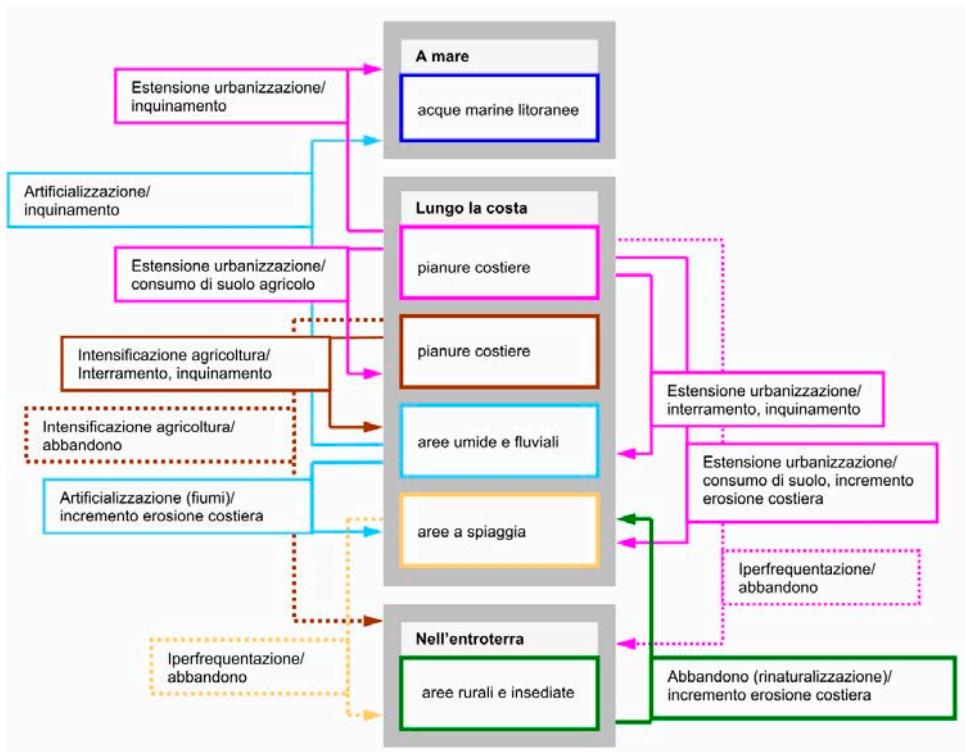 A mare
Estensione urbanizzazione/
inquinamento
acque marine litoranee
Artificializzazione/
inquinamento
Lungo la costa
pianure costiere
Estensione urbanizzazione/
consumo di suolo agricolo
pianure costiere
Intensificazione agricoltura/
Interramento, inquinamento
Estensione urbanizzazione/
interramento, inquinamento
Intensificazione agricoltura/
abbandono
aree umide e fluviali
Estensione urbanizzazione/
consumo di suolo, incremento
erosione costiera
Artificializzazione (fiumi)/
incremento erosione costiera
aree a spiaggia
Iperfrequentazione/
abbandono
Nell'entroterra
Iperfrequentazione/
abbandono
aree rurali e insediate
Abbandono (rinaturalizzazione)/
incremento erosione costiera